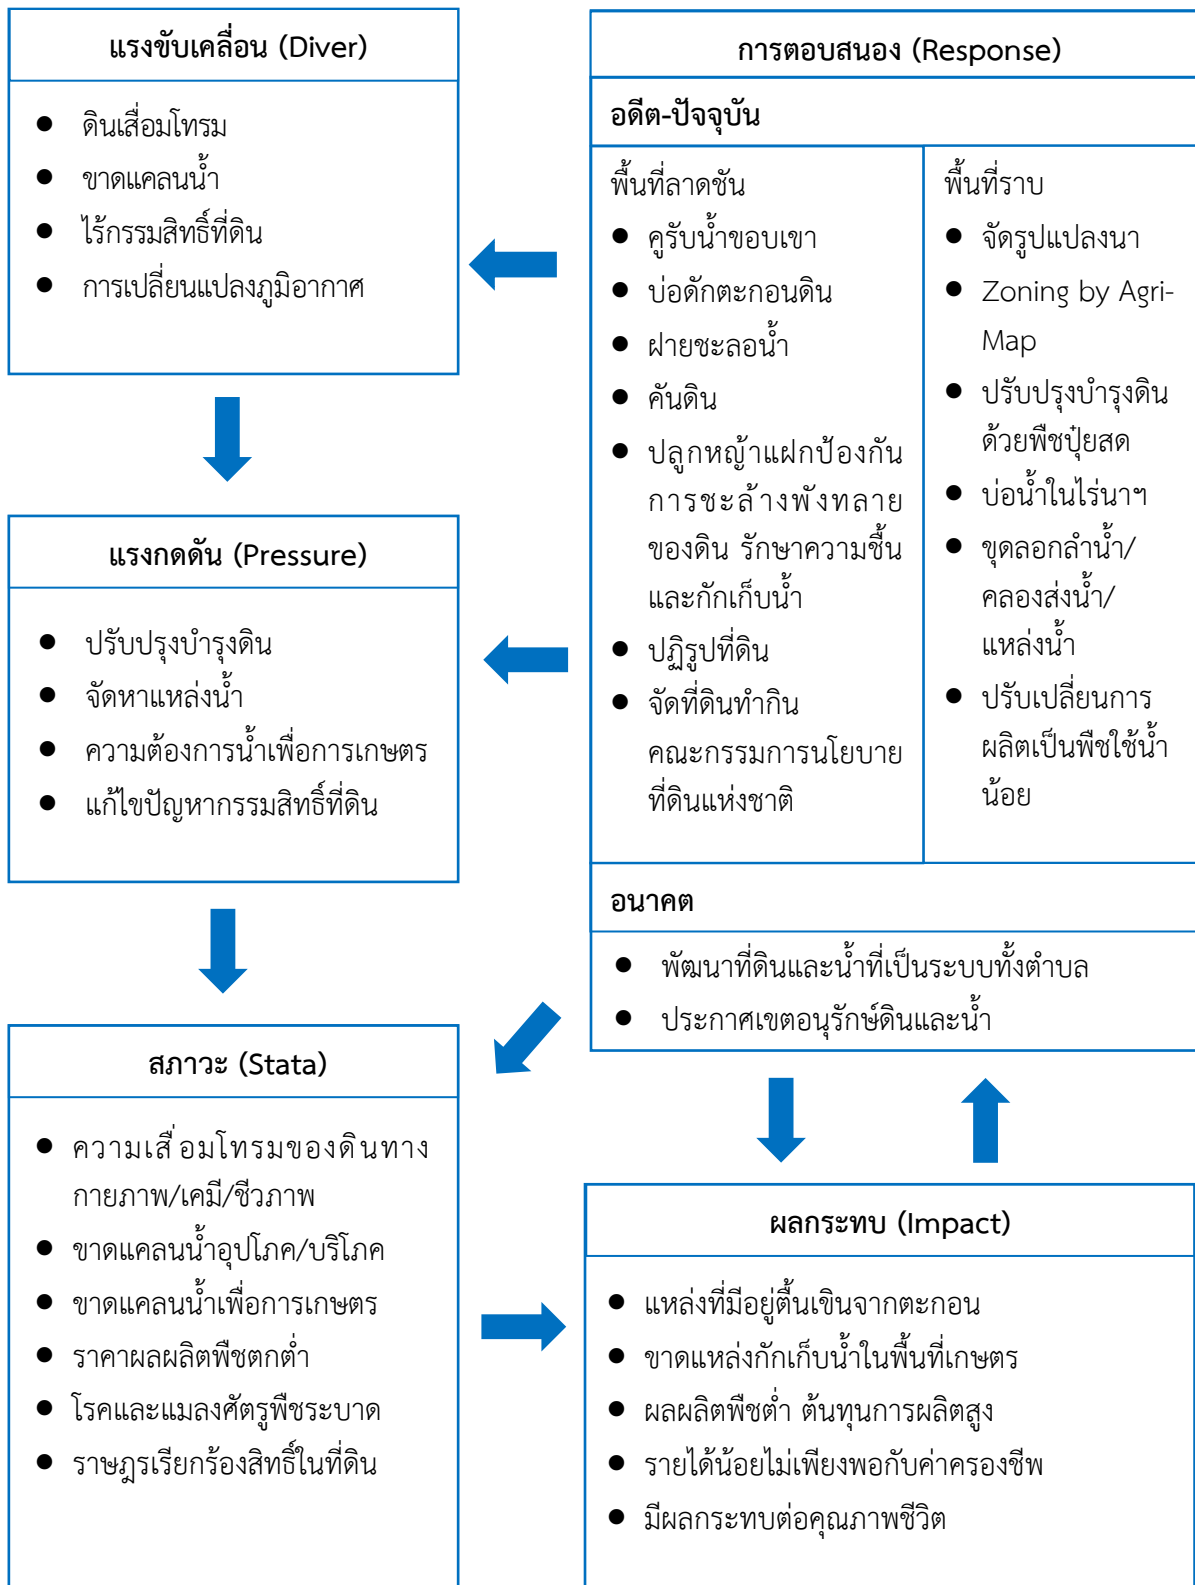 แรงขับเคลื่อน (Diver)
● ดินเสื่อมโทรม
● ขาดแคลนน้ำ
● ไร้กรรมสิทธิ์ที่ดิน
● การเปลี่ยนแปลงภูมิอากาศ
แรงกดดัน (Pressure)
● ปรับปรุงบำรุงดิน
● จัดหาแหล่งน้ำ
● ความต้องการน้ำเพื่อการเกษตร
● แก้ไขปัญหากรรมสิทธิ์ที่ดิน
สภาวะ (Stata)
● ความเสื่อมโทรมของดินทาง
กายภาพ/เคมี/ชีวภาพ
● ขาดแคลนน้ำอุปโภค/บริโภค
● ขาดแคลนน้ำเพื่อการเกษตร
● ราคาผลผลิตพืชตกต่ำ
● โรคและแมลงศัตรูพืชระบาด
● ราษฎรเรียกร้องสิทธิ์ในที่ดิน
การตอบสนอง (Response)
อดีต-ปัจจุบัน
พื้นที่ลาดชัน
● คูรับน้ำขอบเขา
● บ่อดักตะกอนดิน
● ฝายชะลอน้ำ
● คันดิน
● ปลูกหญ้าแฝกป้องกัน
การชะล้างพังทลาย
ของดิน รักษาความชื้น
และกักเก็บน้ำ
● ปฏิรูปที่ดิน
● จัดที่ดินทำกิน
คณะกรรมการนโยบาย
ที่ดินแห่งชาติ
พื้นที่ราบ
● จัดรูปแปลงนา
● Zoning by Agri-
Map
● ปรับปรุงบำรุงดิน
ด้วยพืชปุ๋ยสด
● บ่อน้ำในไร่นาฯ
● ขุดลอกลำน้ำ/
คลองส่งน้ำ/
แหล่งน้ำ
● ปรับเปลี่ยนการ
ผลิตเป็นพืชใช้น้ำ
น้อย
อนาคต
● พัฒนาที่ดินและน้ำที่เป็นระบบทั้งตำบล
● ประกาศเขตอนุรักษ์ดินและน้ำ
ผลกระทบ (Impact)
● แหล่งที่มีอยู่ตื้นเขินจากตะกอน
● ขาดแหล่งกักเก็บน้ำในพื้นที่เกษตร
● ผลผลิตพืชต่ำ ต้นทุนการผลิตสูง
● รายได้น้อยไม่เพียงพอกับค่าครองชีพ
● มีผลกระทบต่อคุณภาพชีวิต